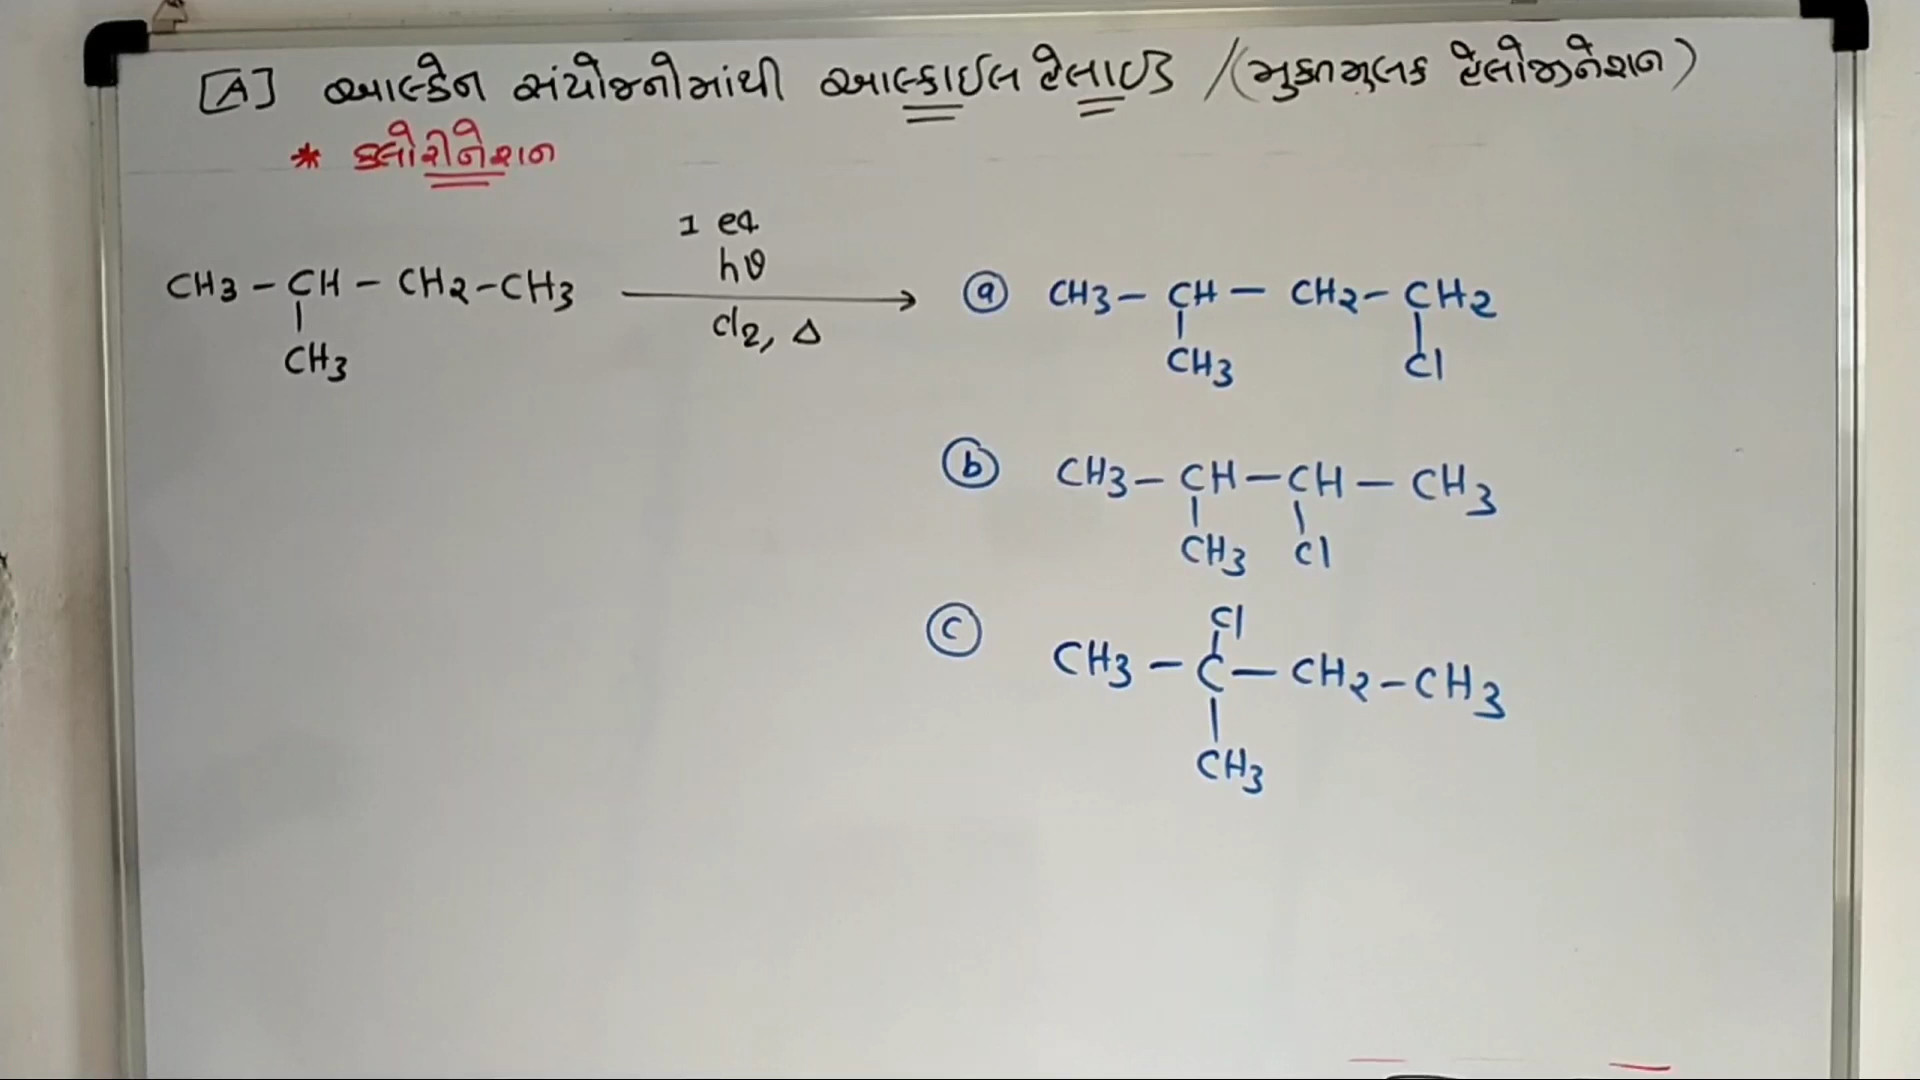 [A] આલ્કેન સંયોજનોમાંથી આલ્કાઇલ હેલાઇડ /(મુક્તમૂલક હેલોજીનેશન)
* ક્લોરીનેશન
1 eq
hν
CH3 – CH – CH2 – CH3
Cl2, Δ
CH3
(a) CH3 – CH – CH2 – CH2
CH3 Cl
(b) CH3 – CH – CH – CH3
CH3 Cl
(c)
Cl
CH3 – C – CH2 – CH3
CH3